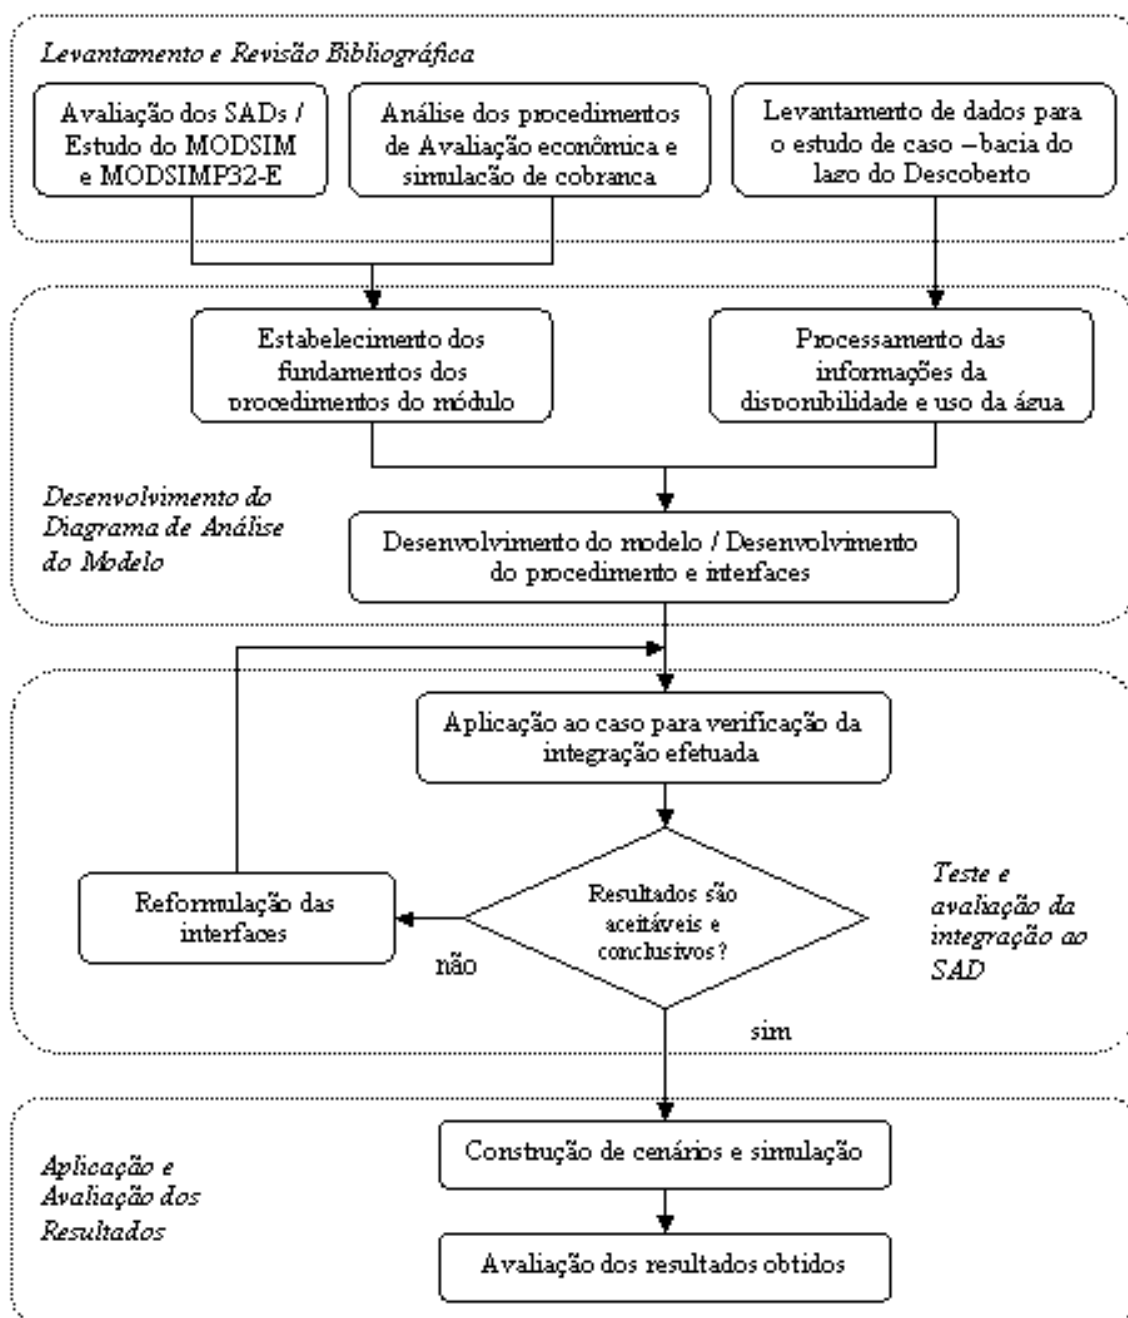 Levantamento e Revisão Bibliográfica
Avaliação dos SADs /
Estudo do MODSIM
e MODSIMP32-E
Análise dos procedimentos
de Avaliação econômica e
simulacão de cobranca
Levantamento de dados para
o estudo de caso – bacia do
lago do Descoberto
Estabelecimento dos
fundamentos dos
procedimentos do módulo
Processamento das
informações da
disponibilidade e uso da água
Desenvolvimento do
Diagrama de Análise
do Modelo
Desenvolvimento do modelo / Desenvolvimento
do procedimento e interfaces
Aplicação ao caso para verificação da
integração efetuada
Reformulação das
interfaces
Resultados são
aceitáveis e
conclusivos?
não
sim
Teste e
avaliação da
integração ao
SAD
Aplicação e
Avaliação dos
Resultados
Construção de cenários e simulação
Avaliação dos resultados obtidos